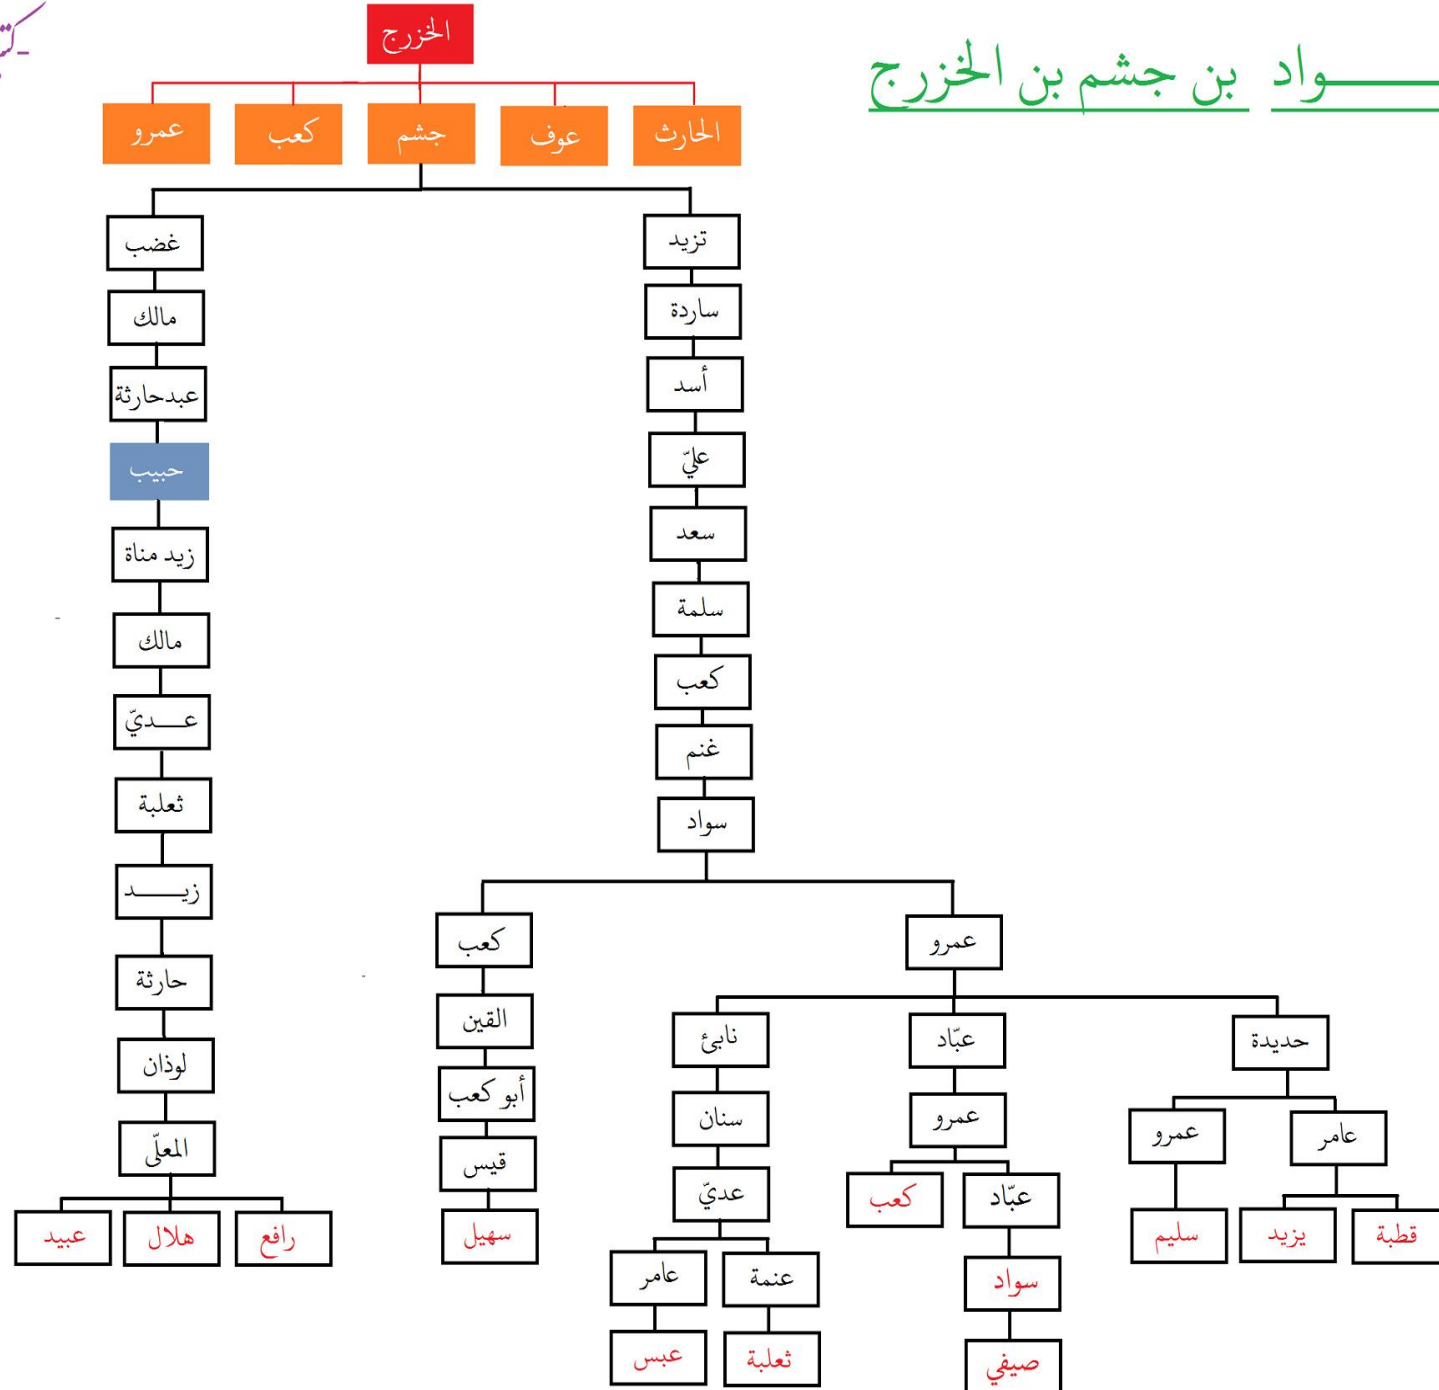 الخزرج
ـــــواد بن جشم بن الخزرج
الحارث
عوف
جشم
كعب
عمرو
تزيد
ساردة
أسد
عليّ
سعد
سلمة
كعب
غنم
سواد
عمرو
حديدة
عامر
قطبة
يزيد
عمرو
سليم
عبّاد
عمرو
عبّاد
سواد
صيفي
كعب
نابئ
سنان
عديّ
عنمة
ثعلبة
عامر
عبس
كعب
القين
أبو كعب
قيس
سهيل
غضب
مالك
عبدحارثة
حبيب
زيد مناة
مالك
عـــديّ
ثعلبة
زيــــــد
حارثة
لوذان
المعلّى
رافع
هلال
عبيد